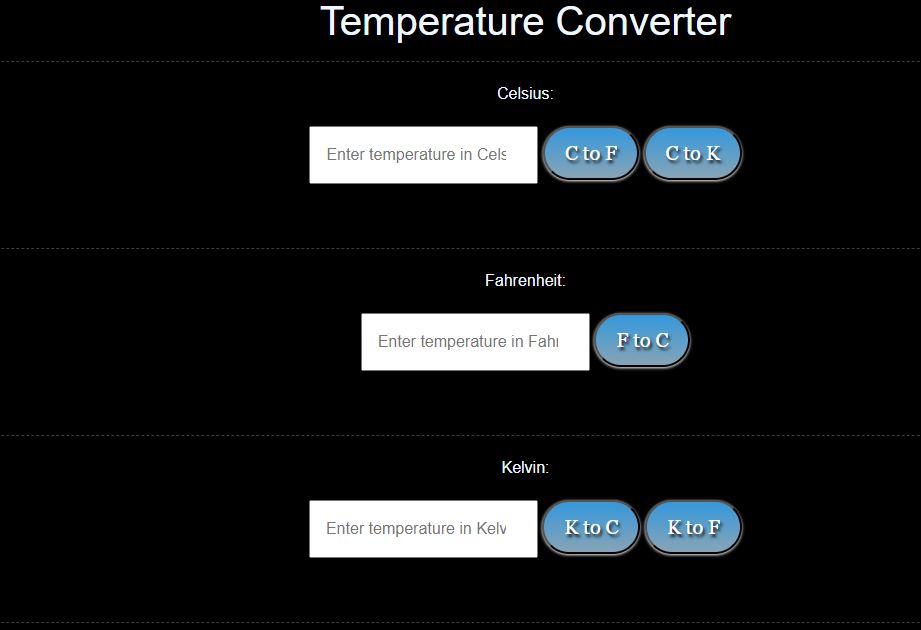 Temperature Converter
Celsius:
Enter temperature in Cels
C to F
C to K
Fahrenheit:
Enter temperature in Fahr
F to C
Kelvin:
Enter temperature in Kelv
K to C
K to F